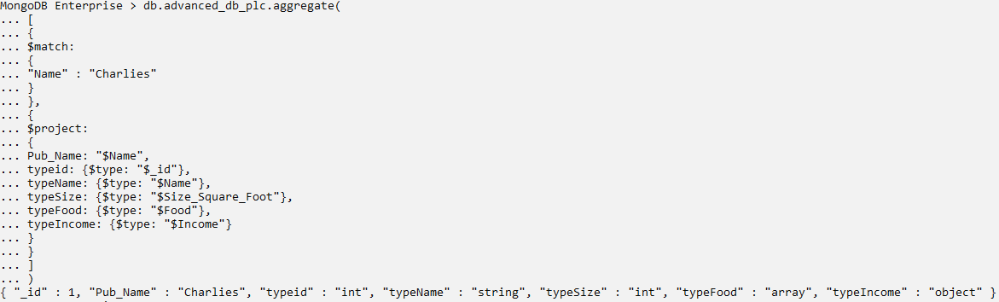 MongoDB Enterprise > db.advanced_db_plc.aggregate(
... [
... {
... $match:
... {
... "Name" : "Charlies"
... }
... },
... {
... $project:
... {
... Pub_Name: "$Name",
... typeid: {$type: "$_id"},
... typeName: {$type: "$Name"},
... typeSize: {$type: "$Size_Square_Foot"},
... typeFood: {$type: "$Food"},
... typeIncome: {$type: "$Income"}
... }
... }
... ]
... )
{ "_id" : 1, "Pub_Name" : "Charlies", "typeid" : "int", "typeName" : "string", "typeSize" : "int", "typeFood" : "array", "typeIncome" : "object" }